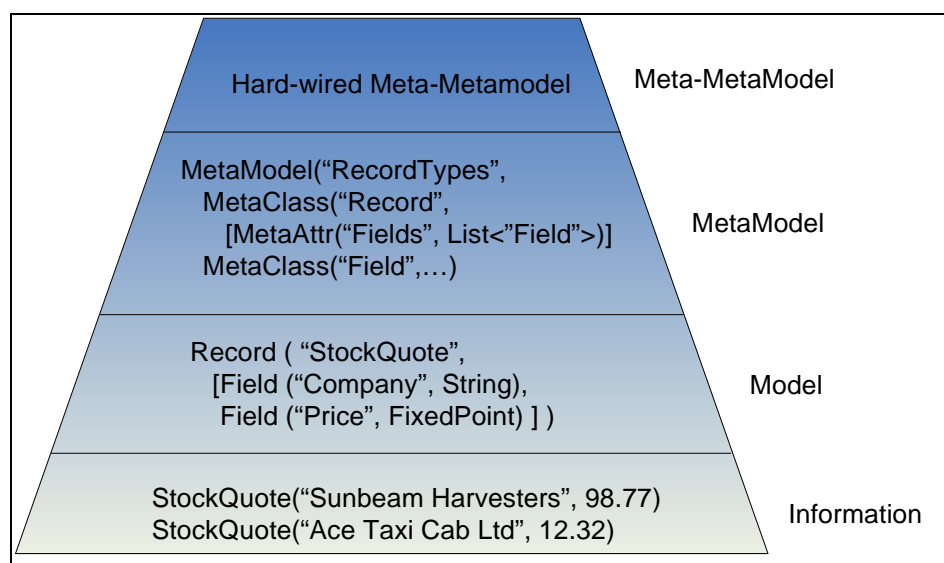 Hard-wired Meta-Metamodel
Meta-MetaModel
MetaModel(“RecordTypes”,
MetaClass(“Record”,
[MetaAttr(“Fields”, List<”Field”>)]
MetaClass(“Field”,…)
MetaModel
Record ( “StockQuote”,
[Field (“Company”, String),
Field (“Price”, FixedPoint) ] )
Model
StockQuote(“Sunbeam Harvesters”, 98.77)
StockQuote(“Ace Taxi Cab Ltd”, 12.32)
Information